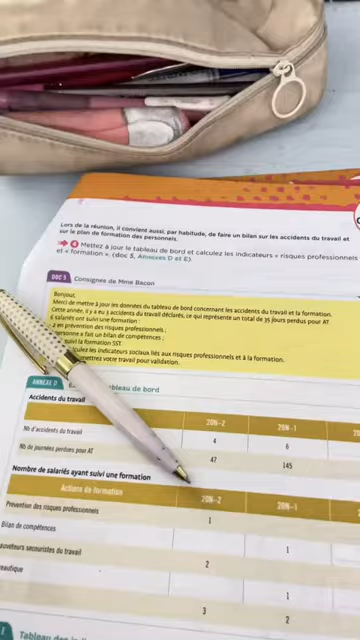 Lors de la réunion, il convient aussi, par habitude, de faire un bilan sur les accidents du travail et
sur le plan de formation des personnels.
4 Mettez à jour le tableau de bord et calculez les indicateurs « risques professionnels
et « formation ». (doc 5, Annexes D et E).
DOC 5 Consignes de Mme Bacon
Bonjour,
Merci de mettre à jour les données du tableau de bord concernant les accidents du travail et la formation.
Cette année, il y a eu 3 accidents du travail déclarés, ce qui représente un total de 35 jours perdus pour AT
salariés ont suivi une formation :
2 en prévention des risques professionnels ;
personne a fait un bilan de compétences ;
suivi la formation SST.
calculez les indicateurs sociaux liés aux risques professionnels et à la formation.
votre travail pour validation.
ANNEXE D tableau de bord
Accidents du travail
20N-2 20N-1
Nb d'accidents du travail 4 6
Nb de journées perdues pour AT 47 145
Nombre de salariés ayant suivi une formation
Actions de formation 20N-2 20N-1
Prévention des risques professionnels 1
Bilan de compétences 1
secouristes du travail 2
1
3 2